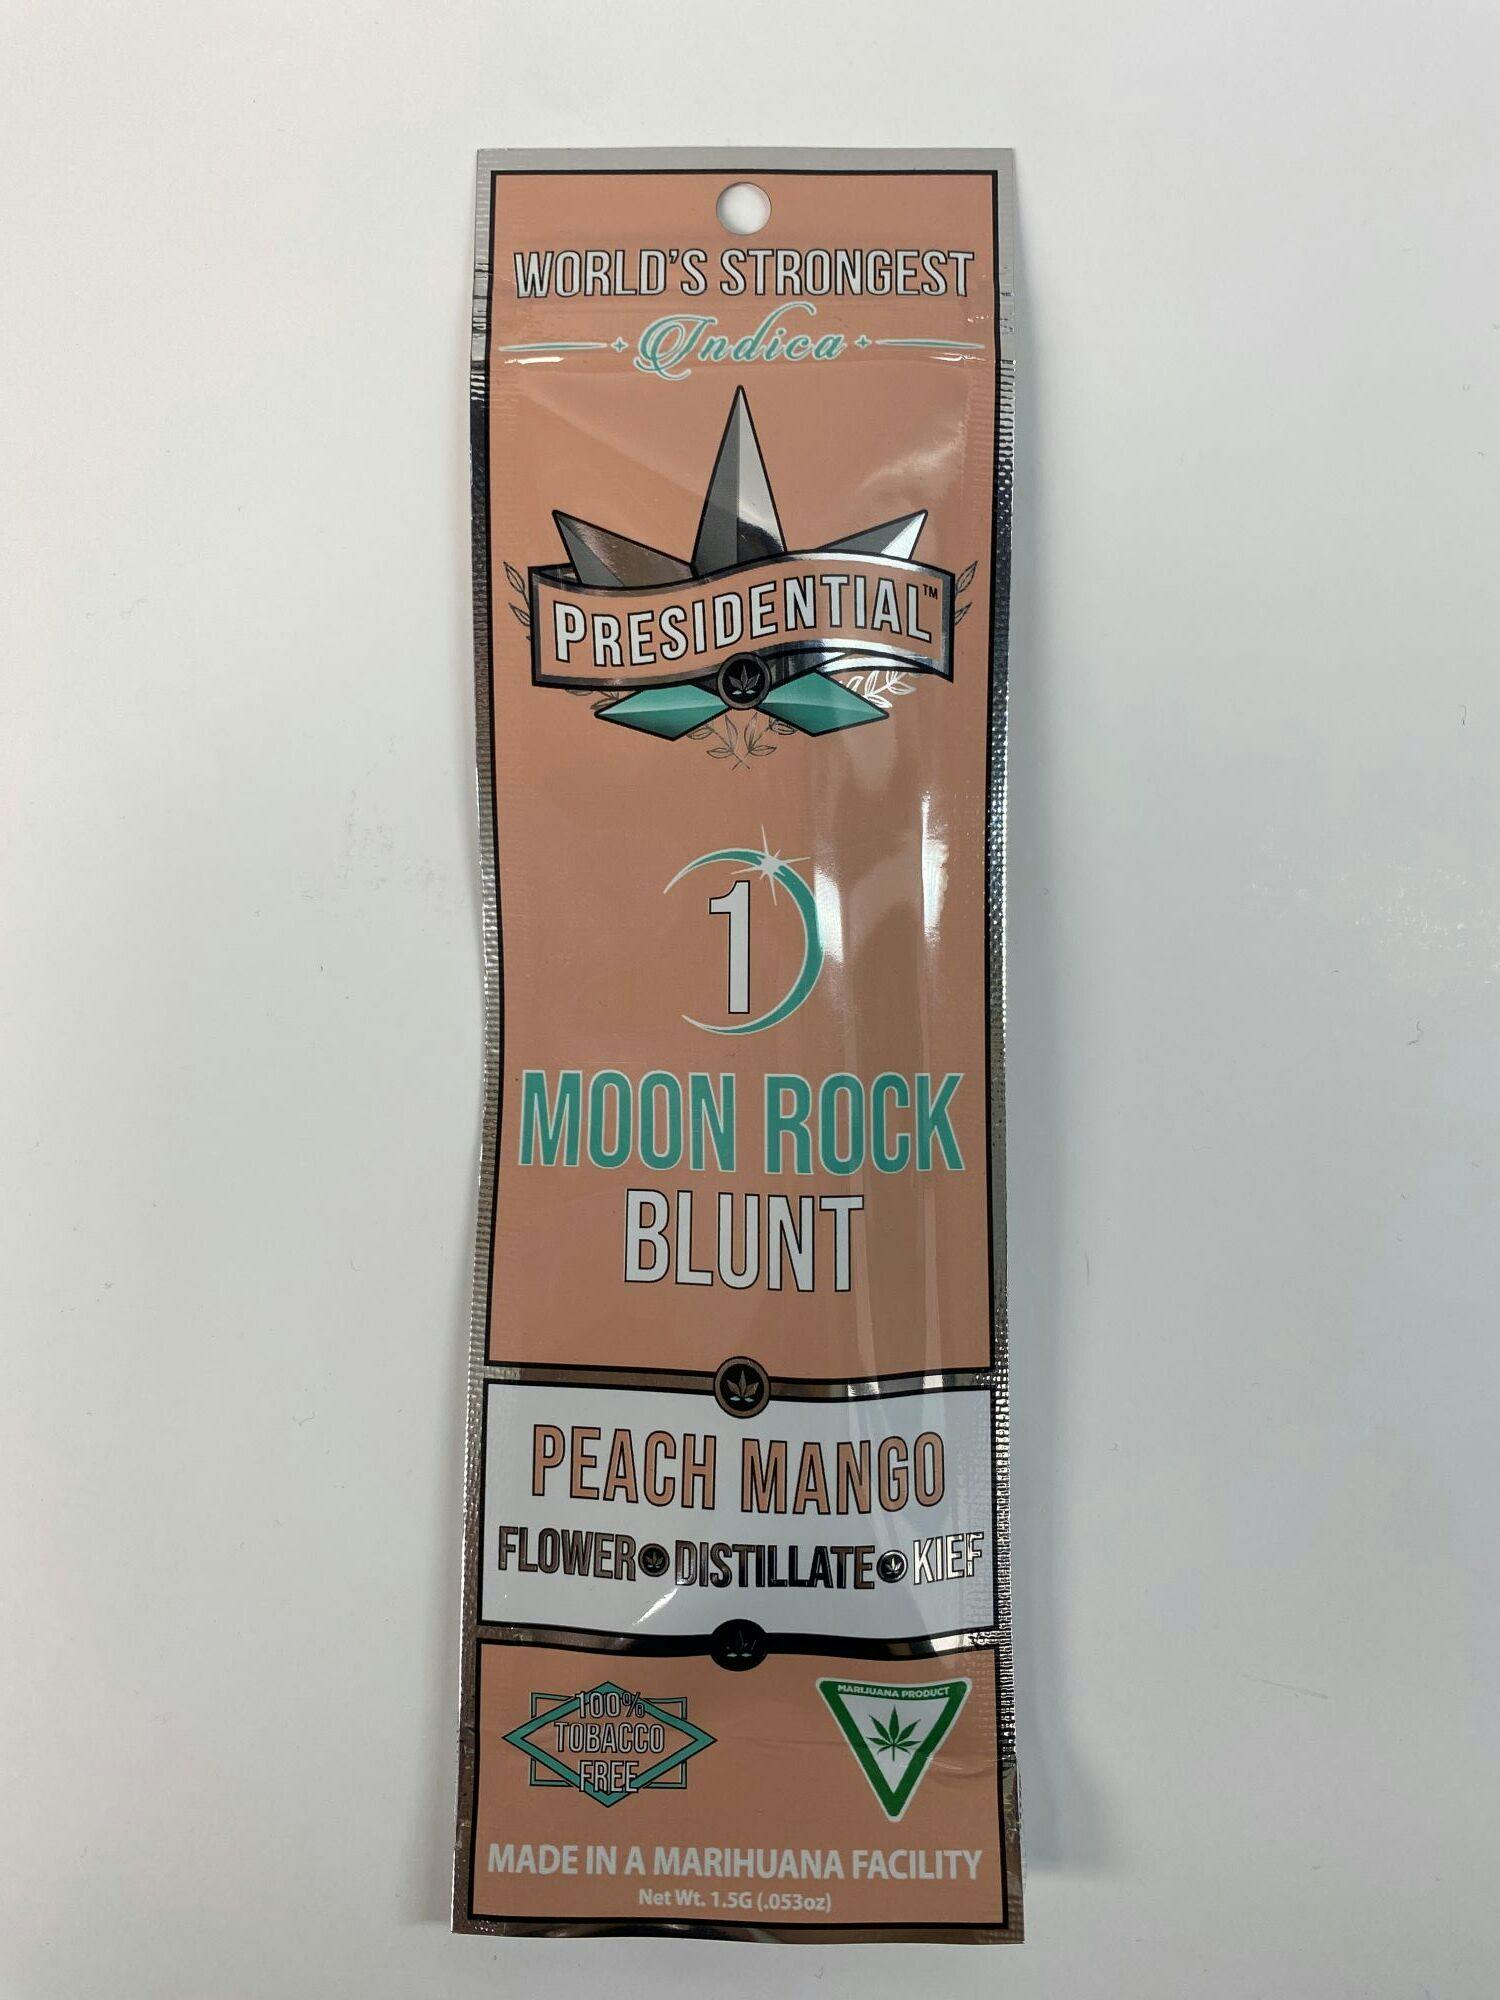 WORLD'S STRONGEST
Indica
PRESIDENTIAL™
1
MOON ROCK
BLUNT
PEACH MANGO
FLOWER DISTILLATE KIEF
100%
TOBACCO
FREE
MARIJUANA PRODUCT
MADE IN A MARIHUANA FACILITY
Net Wt. 1.5G (.053oz)